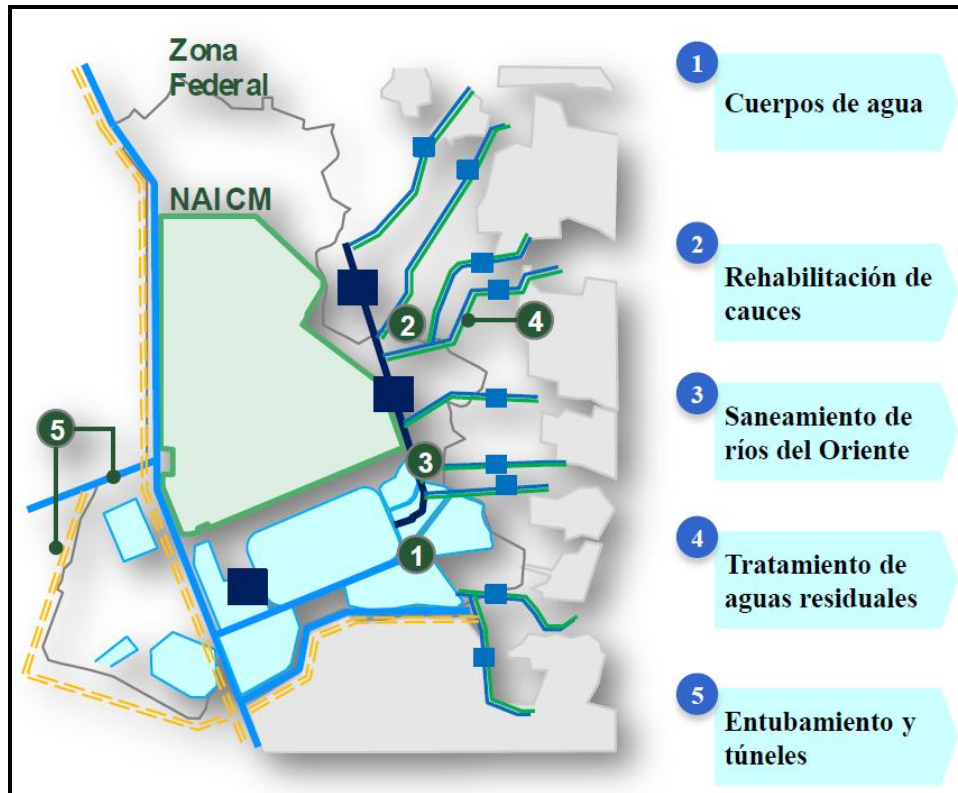 Zona
Federal
NAICM
2
4
5
3
1
1
Cuerpos de agua
2
Rehabilitación de
cauces
3
Saneamiento de
ríos del Oriente
4
Tratamiento de
aguas residuales
5
Entubamiento y
túneles